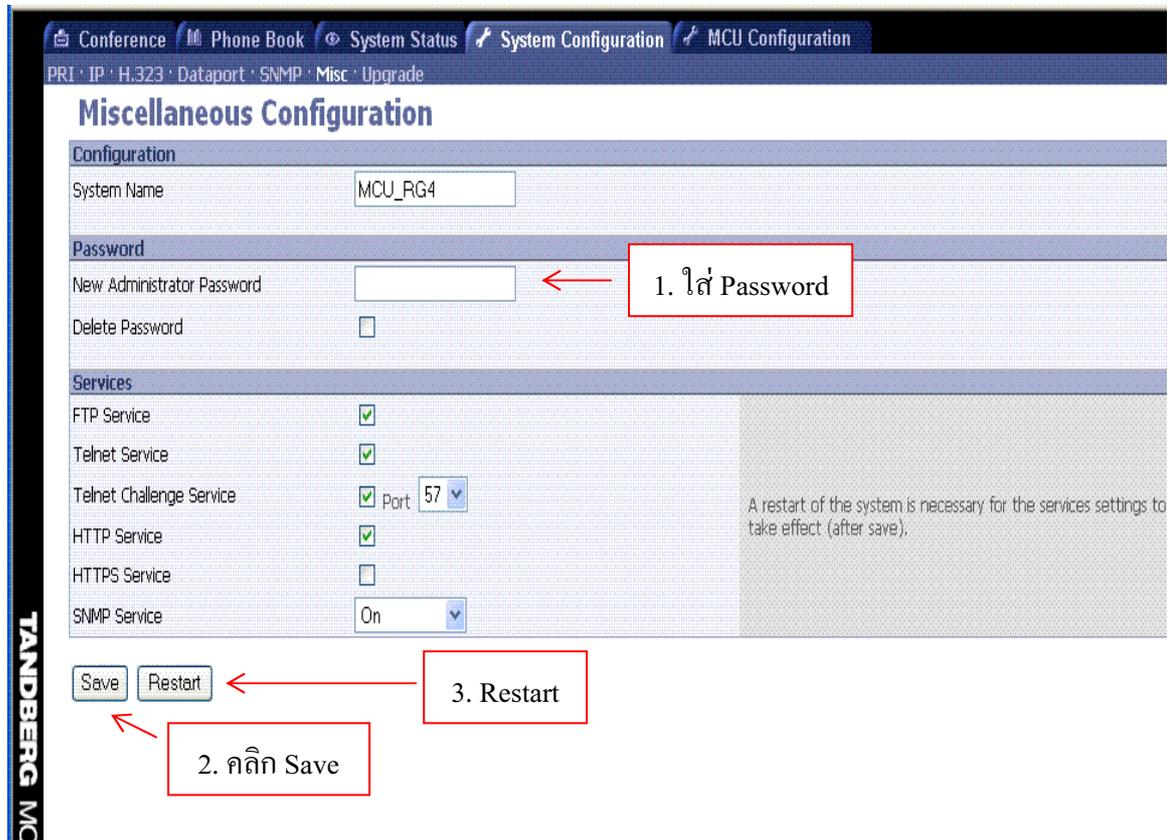 Conference Phone Book System Status System Configuration MCU Configuration
PRI · IP · H.323 · Dataport · SNMP · Misc · Upgrade
Miscellaneous Configuration
Configuration
System Name MCU_RG4
Password
New Administrator Password
1. ใส่ Password
Delete Password
Services
FTP Service
Telnet Service
Telnet Challenge Service Port 57
HTTP Service
HTTPS Service
SNMP Service On
A restart of the system is necessary for the services settings to
take effect (after save).
Save Restart
3. Restart
2. คลิก Save
TANDBERG